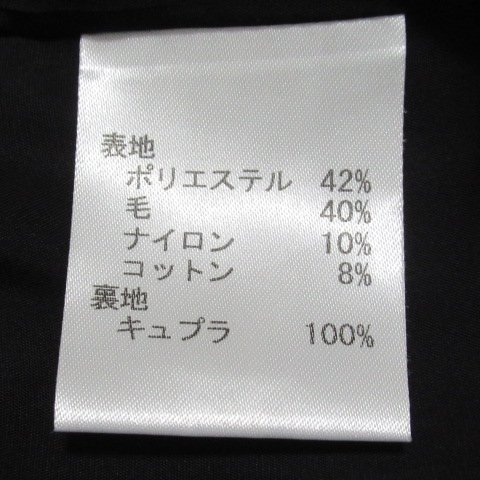 表地
ポリエステル 42%
毛 40%
ナイロン 10%
コットン 8%
裏地
キュプラ 100%